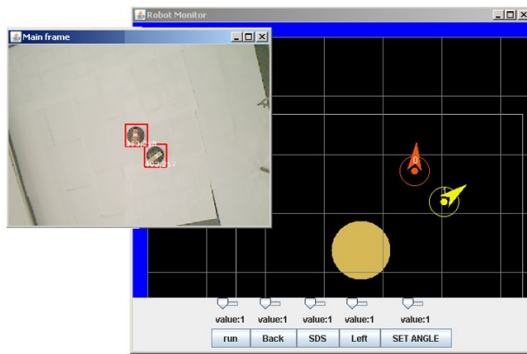 Robot Monitor
Main frame
0
value:1 value:1 value:1 value:1 value:1
run Back SDS Left SET ANGLE